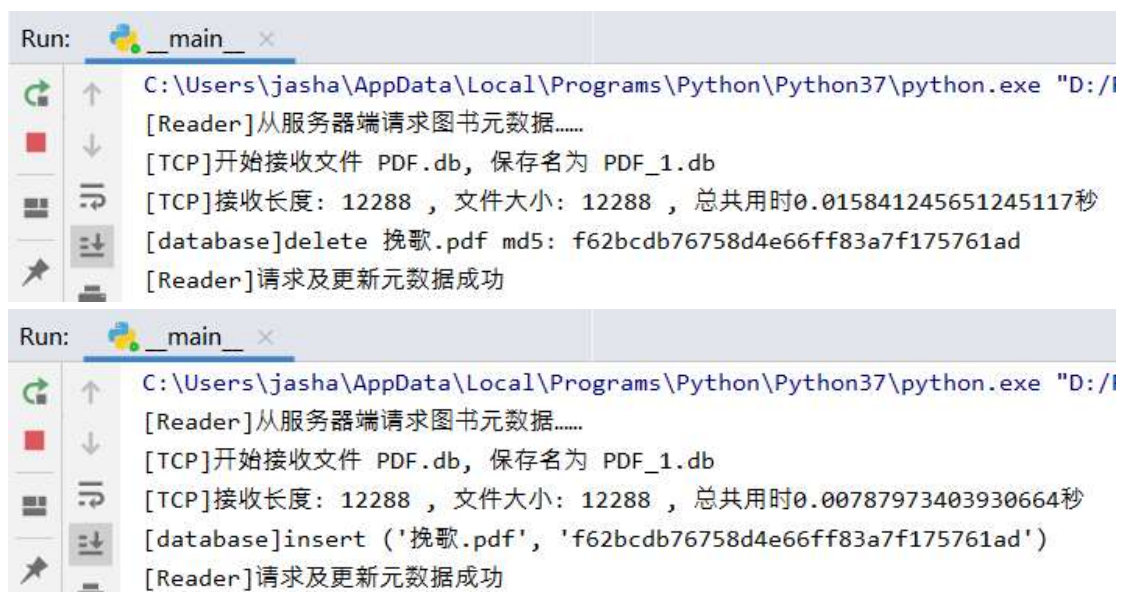 Run: __main__ ×
C:\Users\jasha\AppData\Local\Programs\Python\Python37\python.exe "D:/
[Reader]从服务器端请求图书元数据……
[TCP]开始接收文件 PDF.db, 保存名为 PDF_1.db
[TCP]接收长度: 12288 , 文件大小: 12288 , 总共用时0.015841245651245117秒
[database]delete 挽歌.pdf md5: f62bcdb76758d4e66ff83a7f175761ad
[Reader]请求及更新元数据成功
Run: __main__ ×
C:\Users\jasha\AppData\Local\Programs\Python\Python37\python.exe "D:/
[Reader]从服务器端请求图书元数据……
[TCP]开始接收文件 PDF.db, 保存名为 PDF_1.db
[TCP]接收长度: 12288 , 文件大小: 12288 , 总共用时0.00787973403930664秒
[database]insert ('挽歌.pdf', 'f62bcdb76758d4e66ff83a7f175761ad')
[Reader]请求及更新元数据成功